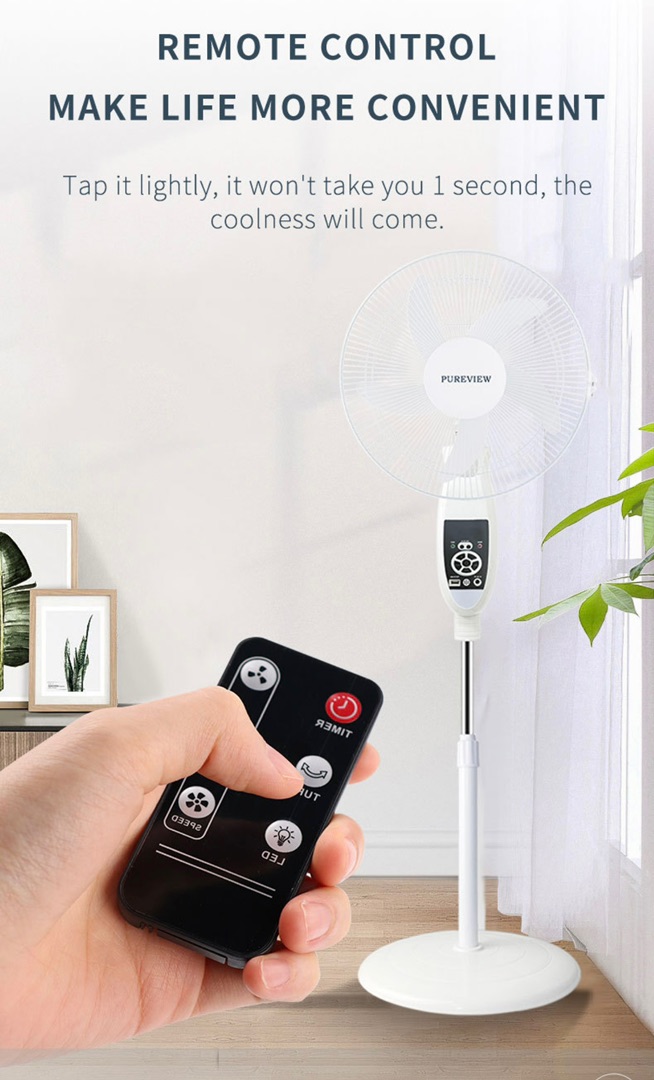 REMOTE CONTROL
MAKE LIFE MORE CONVENIENT
Tap it lightly, it won't take you 1 second, the
coolness will come.
PUREVIEW
TIMER
TUR
SPEED
LED